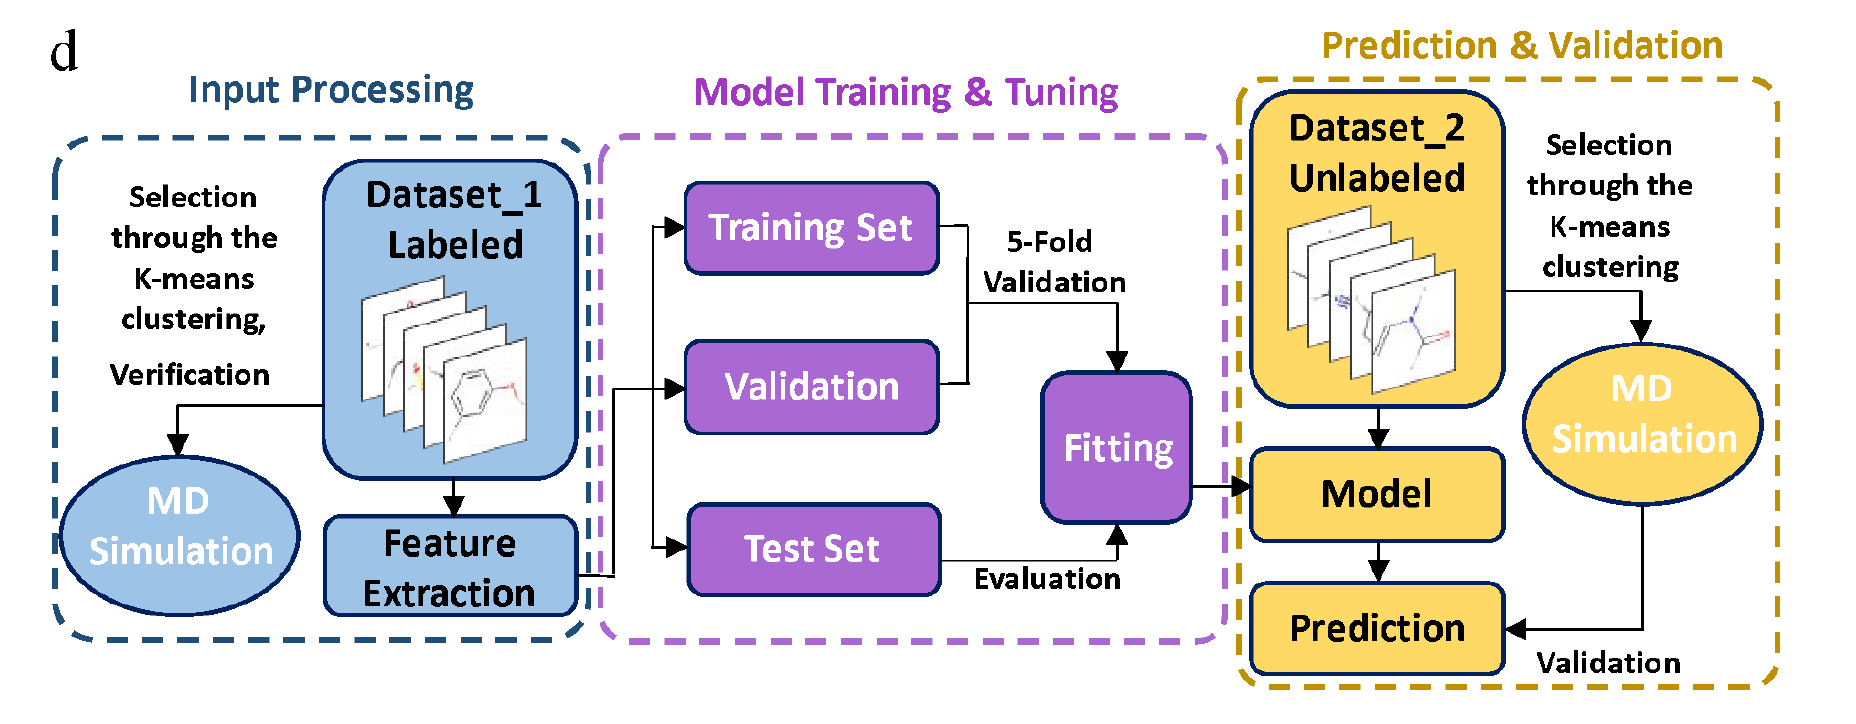 d
Input Processing
Selection
through the
K-means
clustering,
Verification
Dataset_1
Labeled
MD
Simulation
Feature
Extraction
Model Training & Tuning
Training Set
Validation
Test Set
5-Fold
Validation
Evaluation
Fitting
Prediction & Validation
Dataset_2
Unlabeled
Selection
through the
K-means
clustering
MD
Simulation
Model
Prediction
Validation